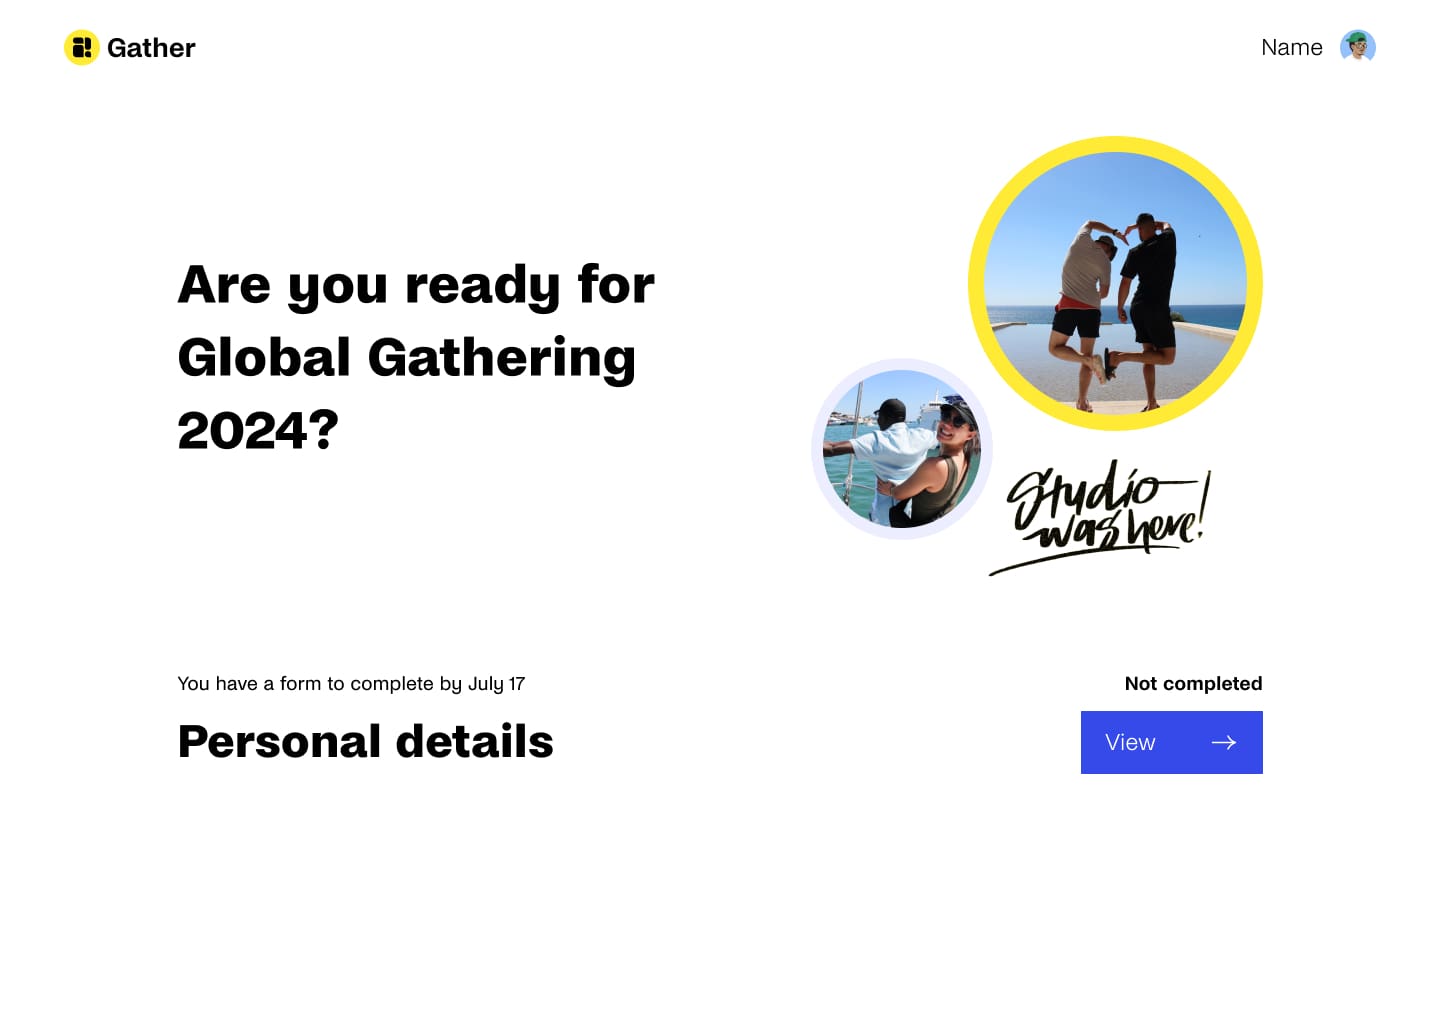 Gather
Name
Are you ready for
Global Gathering
2024?
Studio
was here!
You have a form to complete by July 17
Not completed
Personal details
View